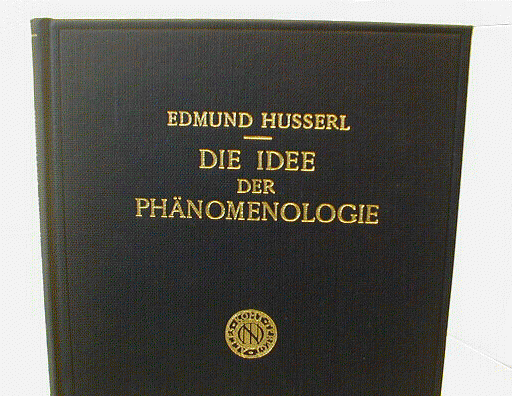 EDMUND HUSSERL
DIE IDEE
DER
PHÄNOMENOLOGIE